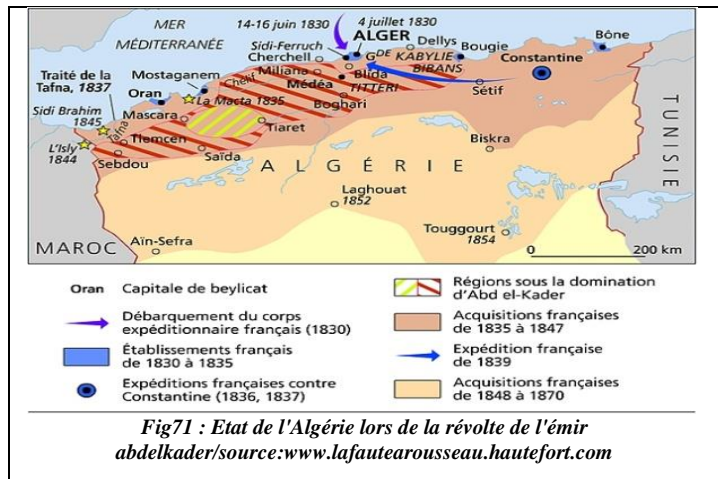 MER
MÉDITERRANÉE
14-16 juin 1830
4 juillet 1830
ALGER
Sidi-Ferruch
Cherchell
Dellys
Bougie
Bône
G^DE KABYLIE
BIBANS
Constantine
Miliana
Blida
Médéa
TITTERI
Sétif
Boghari
Chélif
Traité de la
Tafna, 1837
Mostaganem
Oran
La Macta 1835
Sidi Brahim
1845
Tafna
Mascara
Tiaret
Tlemcen
L'Isly
1844
Sebdou
Saïda
Biskra
ALGÉRIE
TUNISIE
Laghouat
1852
Touggourt
1854
MAROC
Aïn-Sefra
0 200 km
Oran Capitale de beylicat
Débarquement du corps
expéditionnaire français (1830)
Établissements français
de 1830 à 1835
Expéditions françaises contre
Constantine (1836, 1837)
Régions sous la domination
d'Abd el-Kader
Acquisitions françaises
de 1835 à 1847
Expédition française
de 1839
Acquisitions françaises
de 1848 à 1870
Fig71 : Etat de l'Algérie lors de la révolte de l'émir
abdelkader/source:www.lafautearousseau.hautefort.com